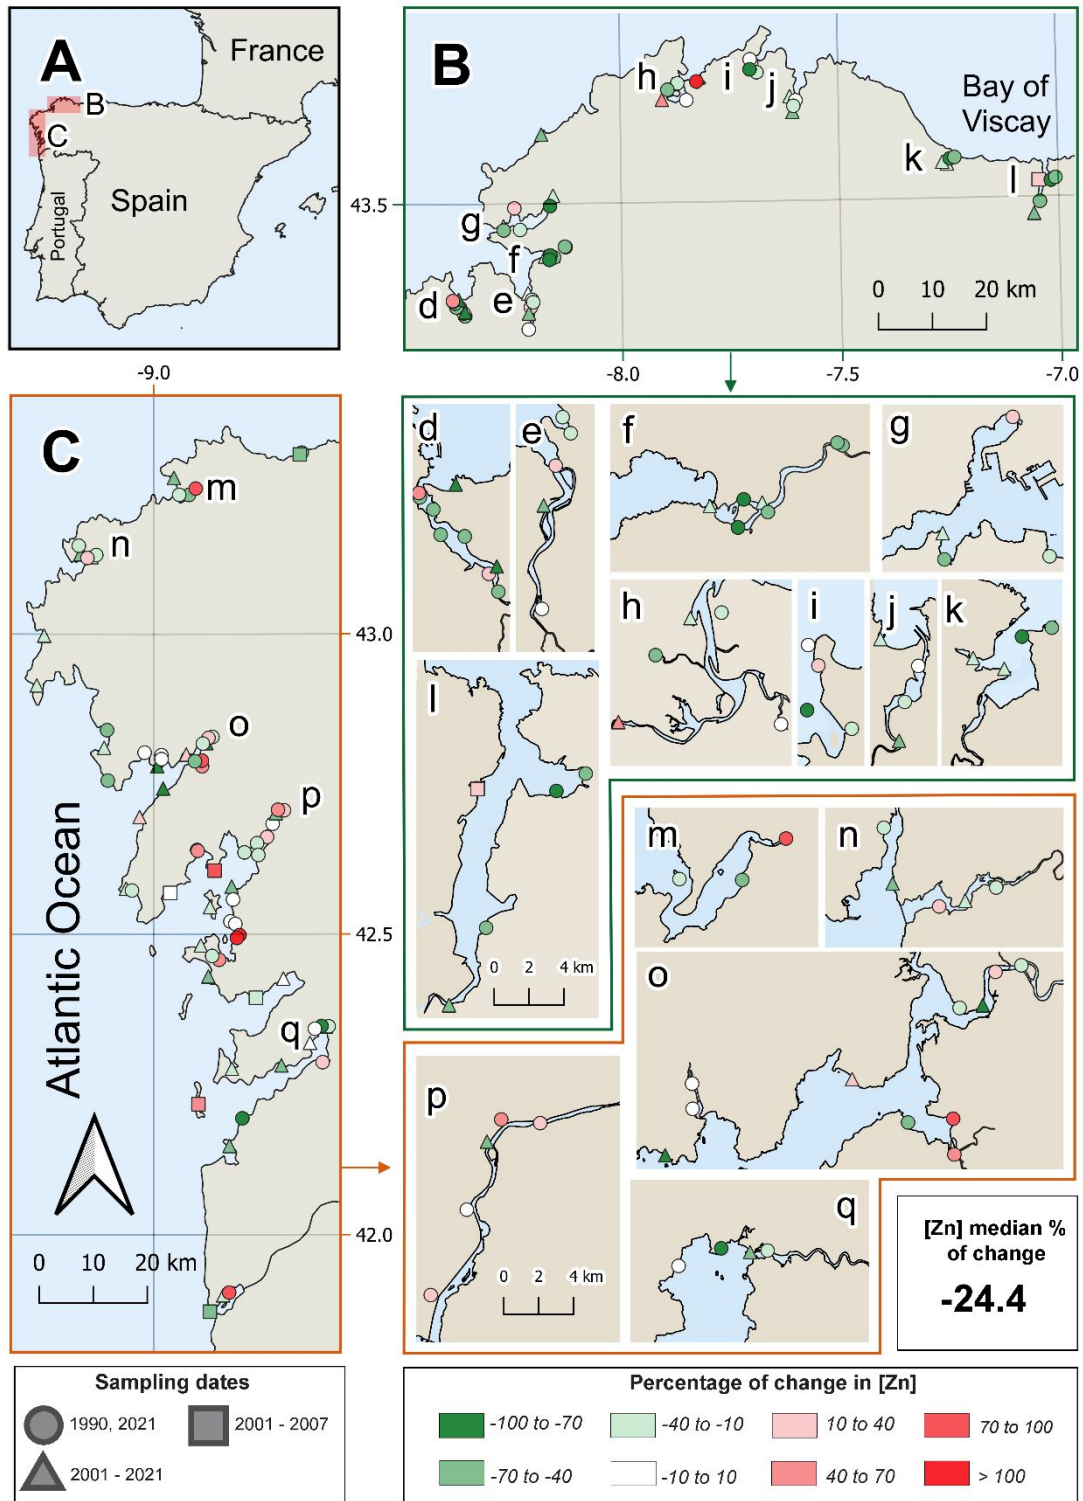 A
France
B
C
Portugal
Spain
B
h
i
j
Bay of
Viscay
k
l
43.5
g
f
d
e
0 10 20 km
-8.0
-7.5
-7.0
-9.0
C
m
n
43.0
o
p
42.5
q
Atlantic Ocean
42.0
0 10 20 km
d
e
f
g
h
i
j
k
l
0 2 4 km
m
n
o
p
0 2 4 km
q
[Zn] median %
of change
-24.4
Sampling dates
1990, 2021
2001 - 2007
2001 - 2021
Percentage of change in [Zn]
-100 to -70
-40 to -10
10 to 40
70 to 100
-70 to -40
-10 to 10
40 to 70
> 100